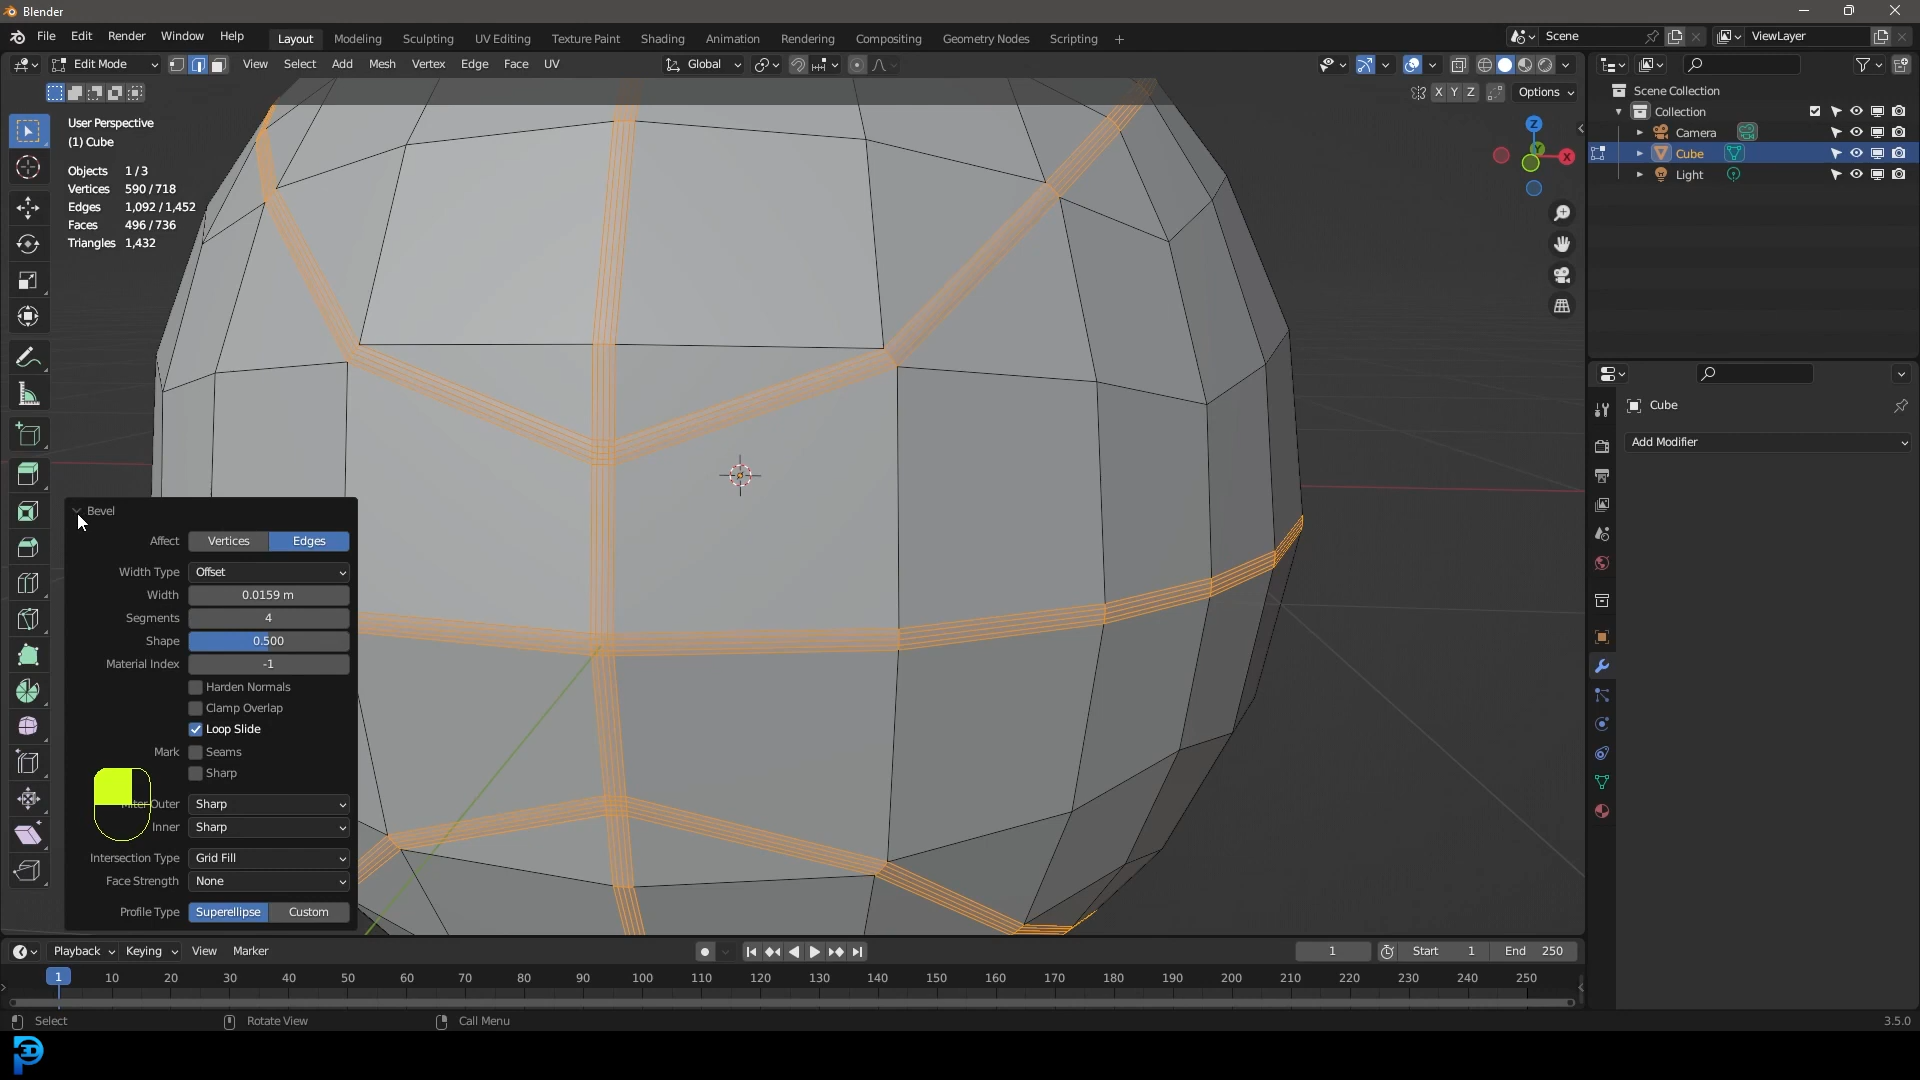 Blender
File Edit Render Window Help Layout Modeling Sculpting UV Editing Texture Paint Shading Animation Rendering Compositing Geometry Nodes Scripting + Scene ViewLayer
Edit Mode View Select Add Mesh Vertex Edge Face UV Global
X Y Z Options
User Perspective
(1) Cube
Objects 1/3
Vertices 590/718
Edges 1,092/1,452
Faces 496/736
Triangles 1,432
Z
X
Scene Collection
Collection
Camera
Cube
Light
Cube
Add Modifier
Bevel
Affect Vertices Edges
Width Type Offset
Width 0.0159 m
Segments 4
Shape 0.500
Material Index -1
Harden Normals
Clamp Overlap
Loop Slide
Mark Seams
Sharp
Outer Sharp
Inner Sharp
Intersection Type Grid Fill
Face Strength None
Profile Type Superellipse Custom
Playback Keying View Marker 1 Start 1 End 250
1 10 20 30 40 50 60 70 80 90 100 110 120 130 140 150 160 170 180 190 200 210 220 230 240 250
Select Rotate View Call Menu 3.5.0